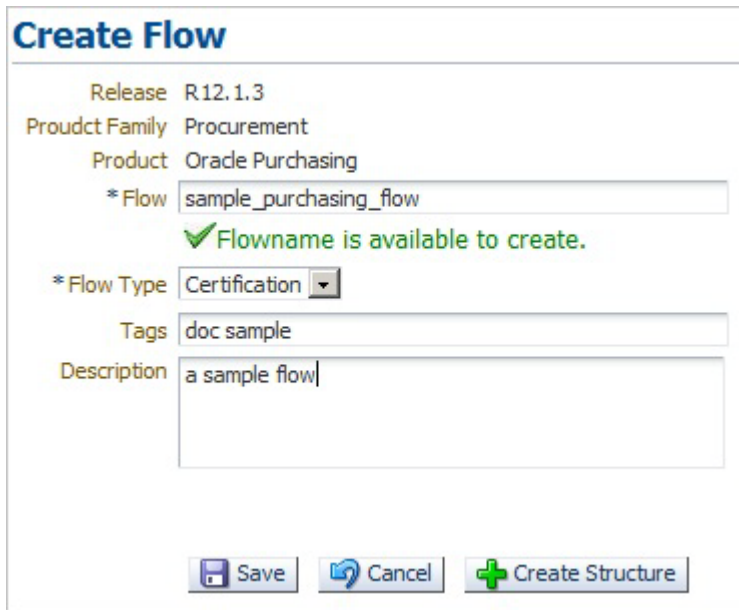 Create Flow
Release R12.1.3
Proudct Family Procurement
Product Oracle Purchasing
* Flow sample_purchasing_flow
Flowname is available to create.
* Flow Type Certification
Tags doc sample
Description a sample flow
Save Cancel Create Structure